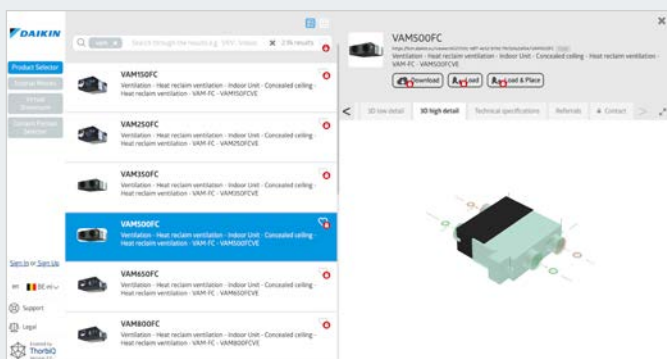 DAIKIN
Product Selector
Sign In or Sign Up
Support
Legal
ThorbiQ
VAM150FC
Ventilation - Heat reclaim ventilation - Indoor Unit - Concealed ceiling -
Heat reclaim ventilation - VAM-FC - VAM150FCVE
VAM250FC
Ventilation - Heat reclaim ventilation - Indoor Unit - Concealed ceiling -
Heat reclaim ventilation - VAM-FC - VAM250FCVE
VAM350FC
Ventilation - Heat reclaim ventilation - Indoor Unit - Concealed ceiling -
Heat reclaim ventilation - VAM-FC - VAM350FCVE
VAM500FC
Ventilation - Heat reclaim ventilation - Indoor Unit - Concealed ceiling -
Heat reclaim ventilation - VAM-FC - VAM500FCVE
VAM650FC
Ventilation - Heat reclaim ventilation - Indoor Unit - Concealed ceiling -
Heat reclaim ventilation - VAM-FC - VAM650FCVE
VAM800FC
Ventilation - Heat reclaim ventilation - Indoor Unit - Concealed ceiling -
Heat reclaim ventilation - VAM-FC - VAM800FCVE
VAM500FC
Ventilation - Heat reclaim ventilation - Indoor Unit - Concealed ceiling - Heat reclaim ventilation -
VAM-FC - VAM500FCVE
Download
Load
Load & Place
3D low detail
3D high detail
Technical specifications
Referrals
Contact